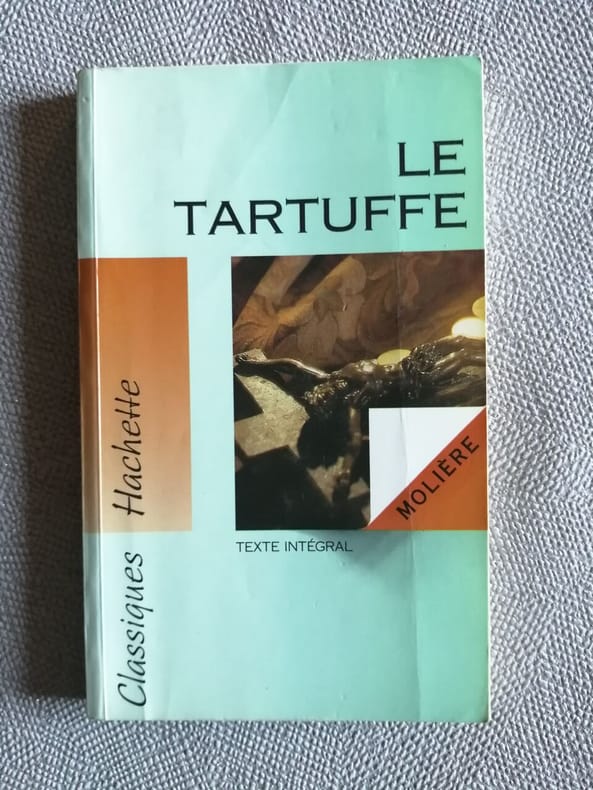 LE
TARTUFFE
MOLIÈRE
TEXTE INTÉGRAL
Classiques Hachette